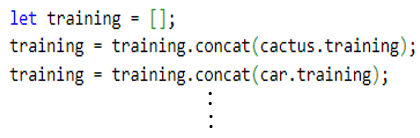 let training = [];
training = training.concat(cactus.training);
training = training.concat(car.training);
⋮